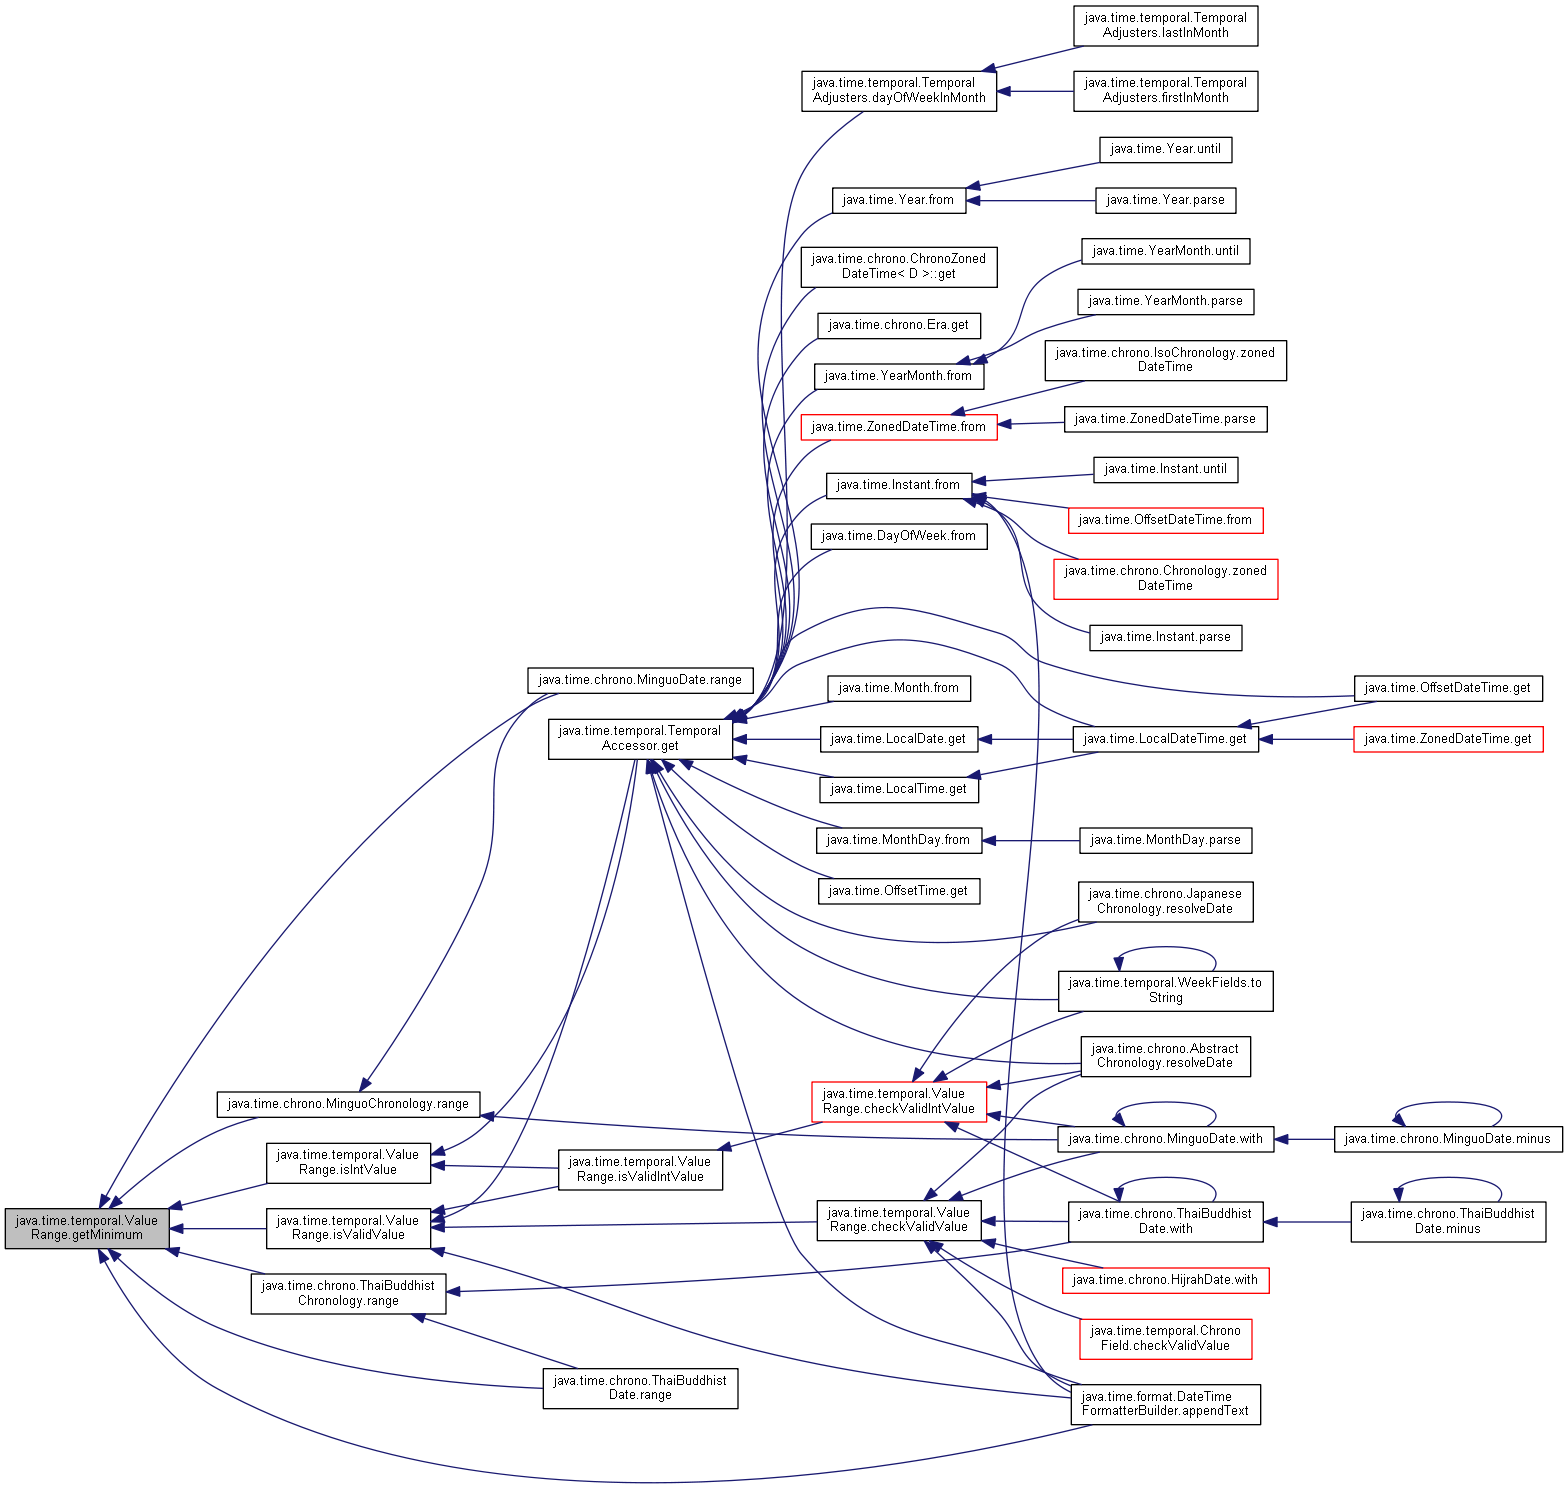 java.time.temporal.Temporal
Adjusters.lastInMonth
java.time.temporal.Temporal
Adjusters.dayOfWeekInMonth
java.time.temporal.Temporal
Adjusters.firstInMonth
java.time.Year.until
java.time.Year.from
java.time.Year.parse
java.time.chrono.ChronoZoned
DateTime< D >::get
java.time.YearMonth.until
java.time.YearMonth.parse
java.time.chrono.Era.get
java.time.chrono.IsoChronology.zoned
DateTime
java.time.YearMonth.from
java.time.ZonedDateTime.from
java.time.ZonedDateTime.parse
java.time.Instant.until
java.time.Instant.from
java.time.OffsetDateTime.from
java.time.DayOfWeek.from
java.time.chrono.Chronology.zoned
DateTime
java.time.Instant.parse
java.time.chrono.MinguoDate.range
java.time.Month.from
java.time.OffsetDateTime.get
java.time.temporal.Temporal
Accessor.get
java.time.LocalDate.get
java.time.LocalDateTime.get
java.time.ZonedDateTime.get
java.time.LocalTime.get
java.time.MonthDay.from
java.time.MonthDay.parse
java.time.OffsetTime.get
java.time.chrono.Japanese
Chronology.resolveDate
java.time.temporal.WeekFields.to
String
java.time.chrono.Abstract
Chronology.resolveDate
java.time.temporal.Value
Range.checkValidIntValue
java.time.chrono.MinguoChronology.range
java.time.chrono.MinguoDate.with
java.time.chrono.MinguoDate.minus
java.time.temporal.Value
Range.isIntValue
java.time.temporal.Value
Range.isValidIntValue
java.time.temporal.Value
Range.getMinimum
java.time.temporal.Value
Range.isValidValue
java.time.temporal.Value
Range.checkValidValue
java.time.chrono.ThaiBuddhist
Date.with
java.time.chrono.ThaiBuddhist
Date.minus
java.time.chrono.HijrahDate.with
java.time.chrono.ThaiBuddhist
Chronology.range
java.time.temporal.Chrono
Field.checkValidValue
java.time.chrono.ThaiBuddhist
Date.range
java.time.format.DateTime
FormatterBuilder.appendText